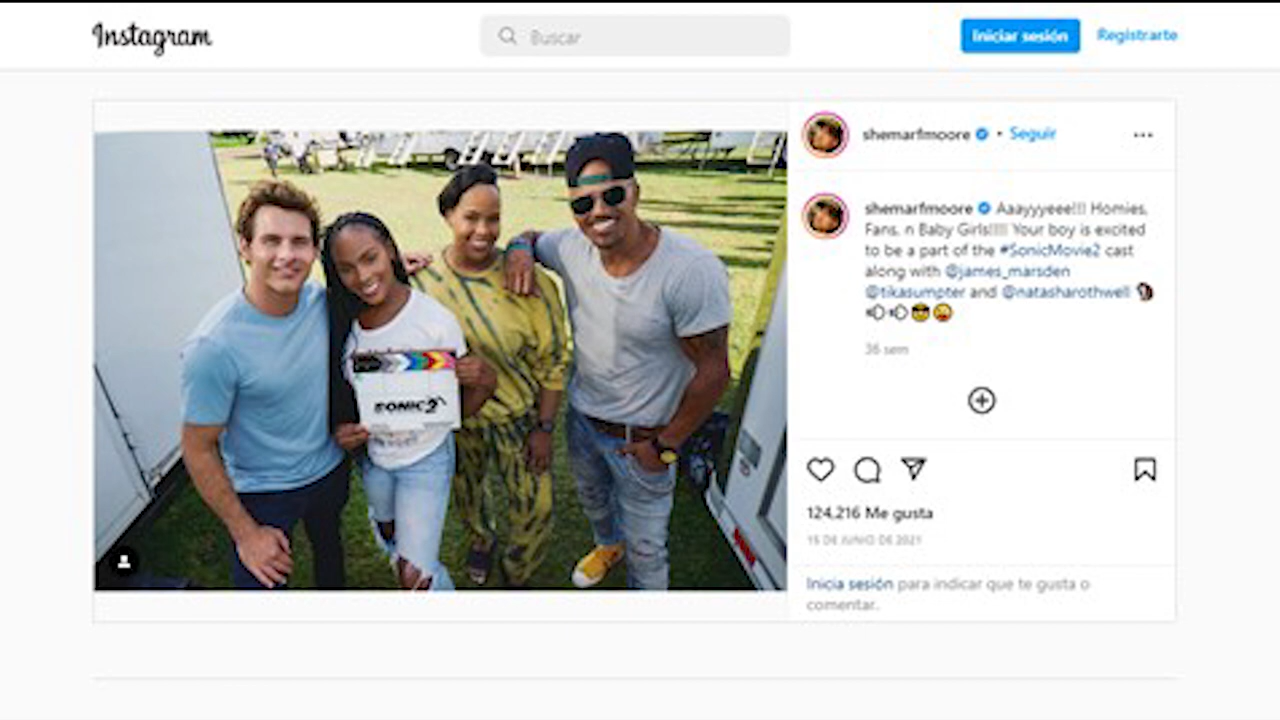 Instagram
Buscar
Iniciar sesión
Registrarte
shemarfmoore • Seguir
shemarfmoore Aaayyyeee!!! Homies,
Fans, n Baby Girls!!!! Your boy is excited
to be a part of the #SonicMovie2 cast
along with @james_marsden
@tikasumpter and @natasharothwell
36 sem
SONIC 2
124,216 Me gusta
15 DE JUNIO DE 2021
Inicia sesión para indicar que te gusta o
comentar.